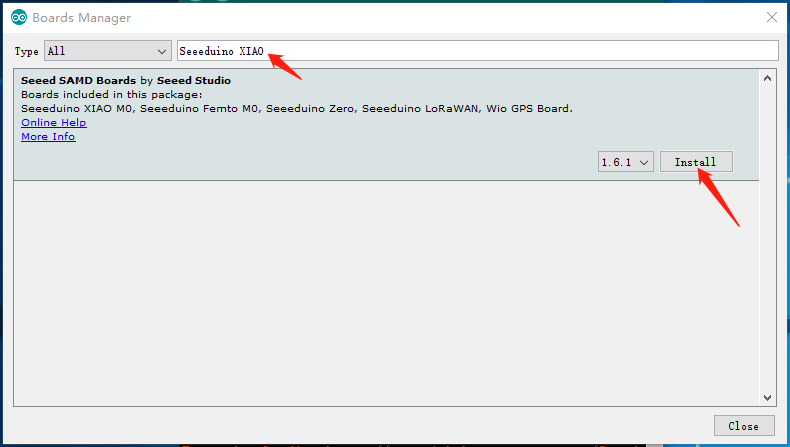 Boards Manager
Type All Seeeduino XIAO
Seeed SAMD Boards by Seeed Studio
Boards included in this package:
Seeeduino XIAO M0, Seeeduino Femto M0, Seeeduino Zero, Seeeduino LoRaWAN, Wio GPS Board.
Online Help
More Info
1.6.1 Install
Close